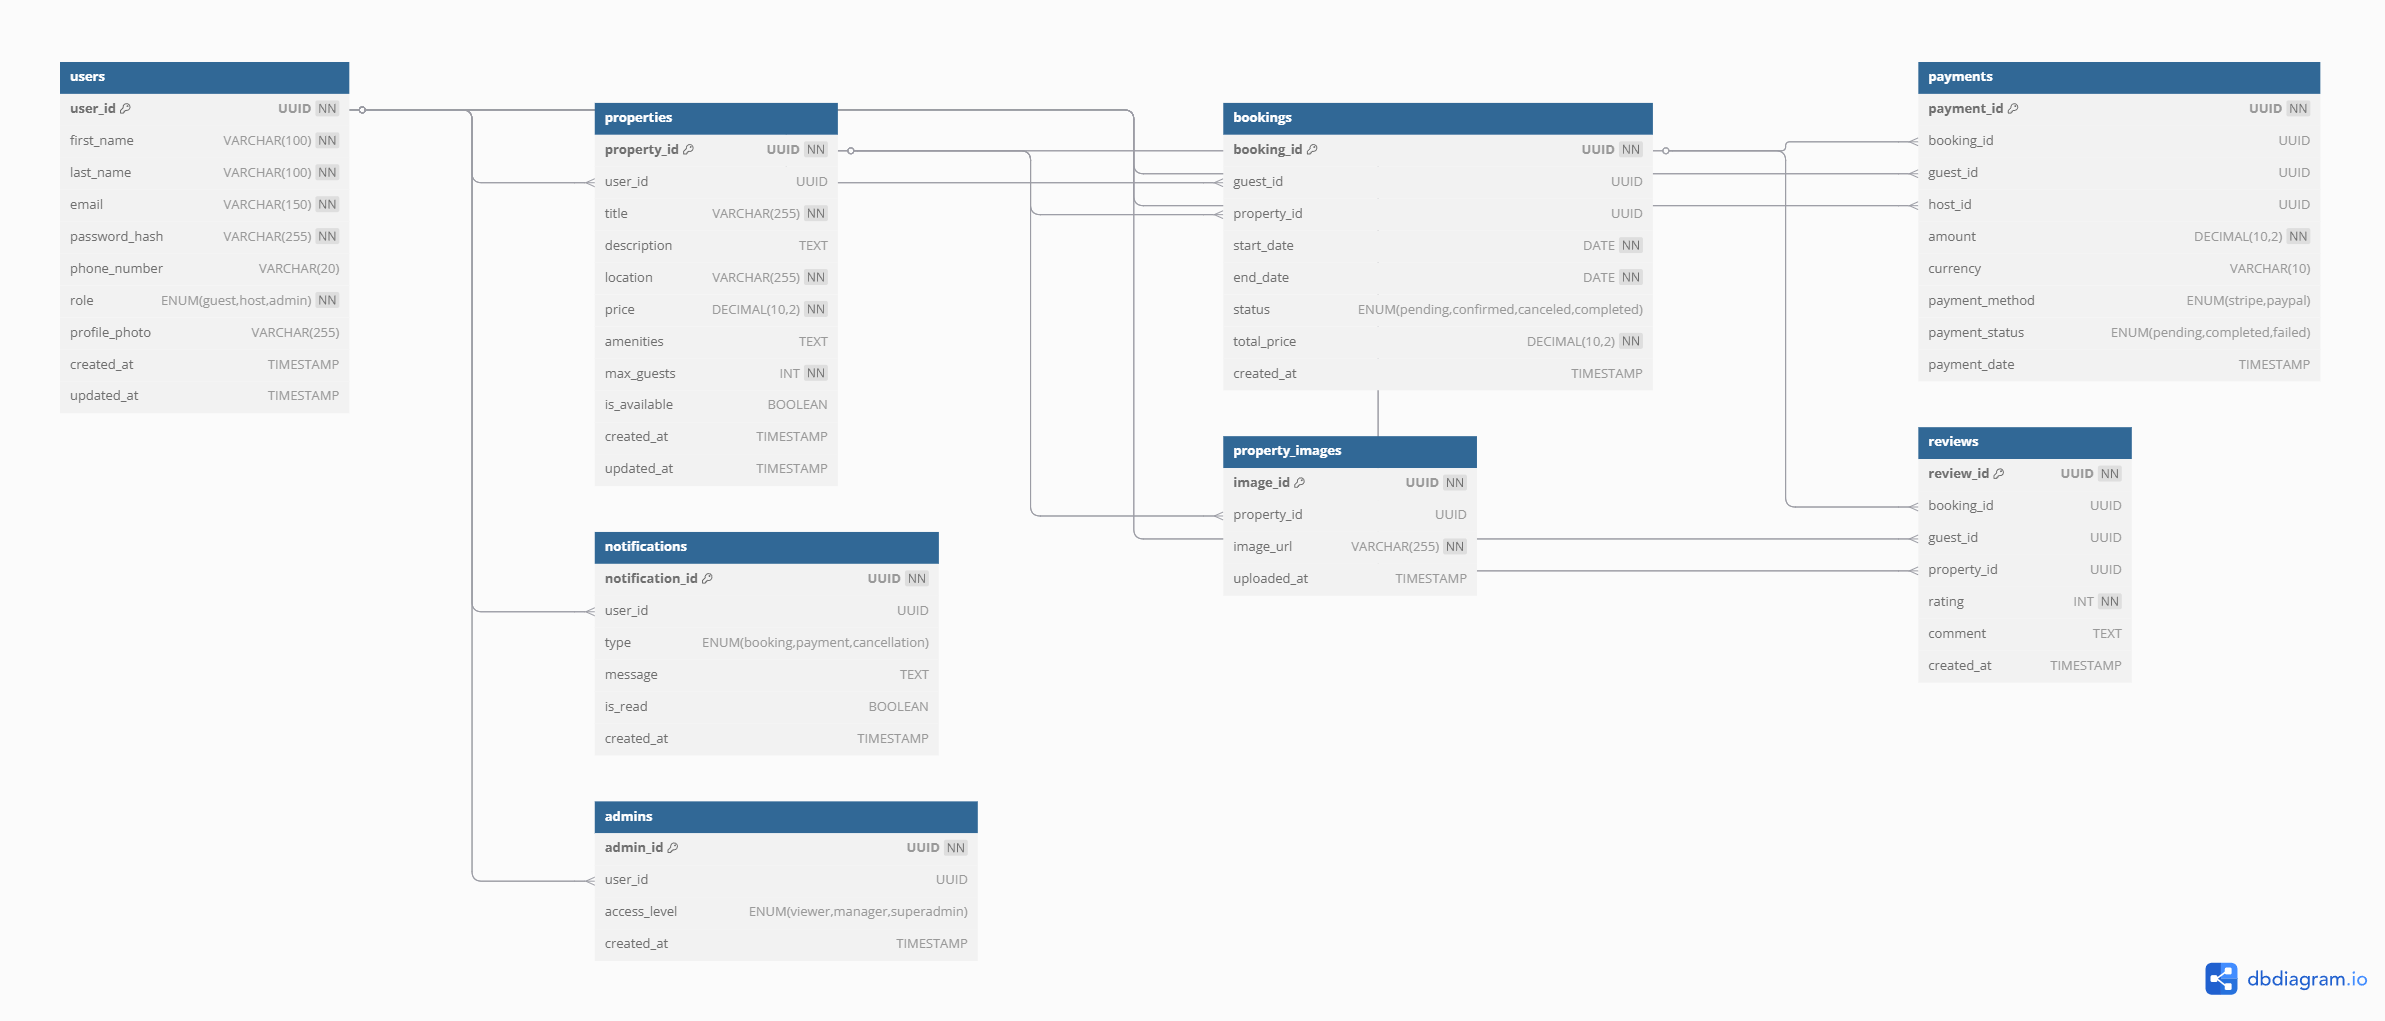 users
user_id UUID NN
first_name VARCHAR(100) NN
last_name VARCHAR(100) NN
email VARCHAR(150) NN
password_hash VARCHAR(255) NN
phone_number VARCHAR(20)
role ENUM(guest,host,admin) NN
profile_photo VARCHAR(255)
created_at TIMESTAMP
updated_at TIMESTAMP
properties
property_id UUID NN
user_id UUID
title VARCHAR(255) NN
description TEXT
location VARCHAR(255) NN
price DECIMAL(10,2) NN
amenities TEXT
max_guests INT NN
is_available BOOLEAN
created_at TIMESTAMP
updated_at TIMESTAMP
notifications
notification_id UUID NN
user_id UUID
type ENUM(booking,payment,cancellation)
message TEXT
is_read BOOLEAN
created_at TIMESTAMP
admins
admin_id UUID NN
user_id UUID
access_level ENUM(viewer,manager,superadmin)
created_at TIMESTAMP
bookings
booking_id UUID NN
guest_id UUID
property_id UUID
start_date DATE NN
end_date DATE NN
status ENUM(pending,confirmed,canceled,completed)
total_price DECIMAL(10,2) NN
created_at TIMESTAMP
property_images
image_id UUID NN
property_id UUID
image_url VARCHAR(255) NN
uploaded_at TIMESTAMP
payments
payment_id UUID NN
booking_id UUID
guest_id UUID
host_id UUID
amount DECIMAL(10,2) NN
currency VARCHAR(10)
payment_method ENUM(stripe,paypal)
payment_status ENUM(pending,completed,failed)
payment_date TIMESTAMP
reviews
review_id UUID NN
booking_id UUID
guest_id UUID
property_id UUID
rating INT NN
comment TEXT
created_at TIMESTAMP
dbdiagram.io